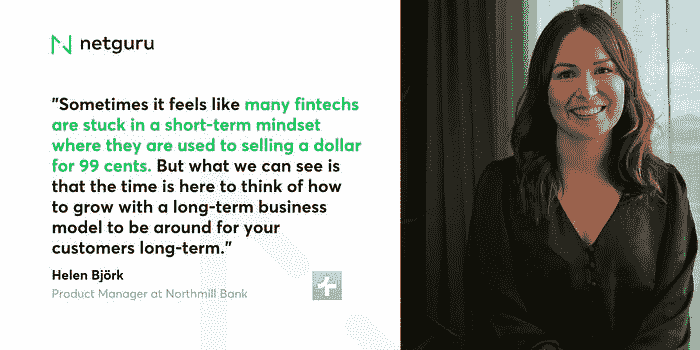 netguru
"Sometimes it feels like many fintechs
are stuck in a short-term mindset
where they are used to selling a dollar
for 99 cents. But what we can see is
that the time is here to think of how
to grow with a long-term business
model to be around for your
customers long-term."
Helen Björk
Product Manager at Northmill Bank